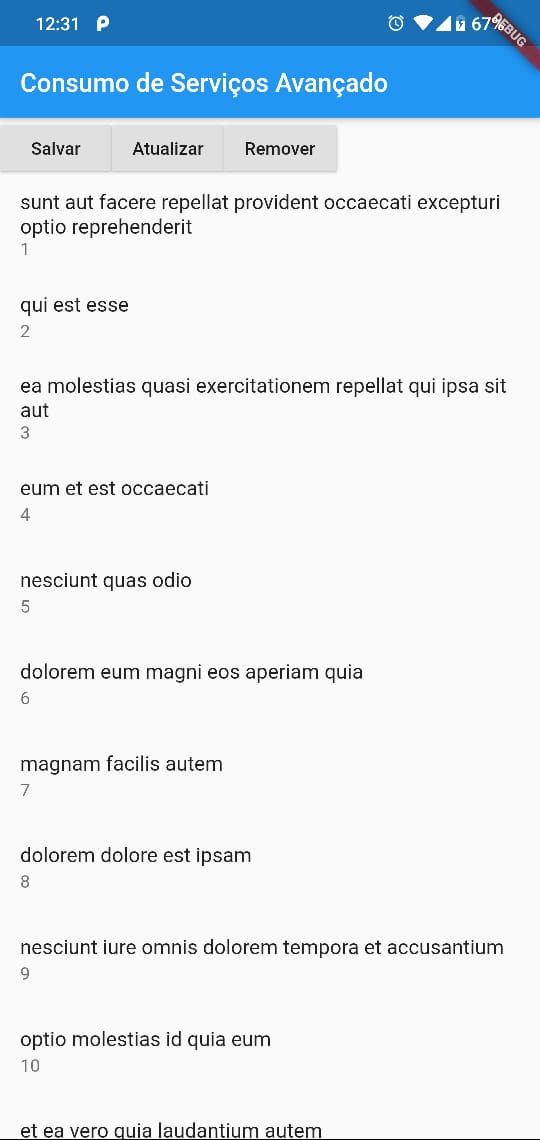 12:31
67%
DEBUG
Consumo de Serviços Avançado
Salvar Atualizar Remover
sunt aut facere repellat provident occaecati excepturi
optio reprehenderit
1
qui est esse
2
ea molestias quasi exercitationem repellat qui ipsa sit
aut
3
eum et est occaecati
4
nesciunt quas odio
5
dolorem eum magni eos aperiam quia
6
magnam facilis autem
7
dolorem dolore est ipsam
8
nesciunt iure omnis dolorem tempora et accusantium
9
optio molestias id quia eum
10
et ea vero quia laudantium autem